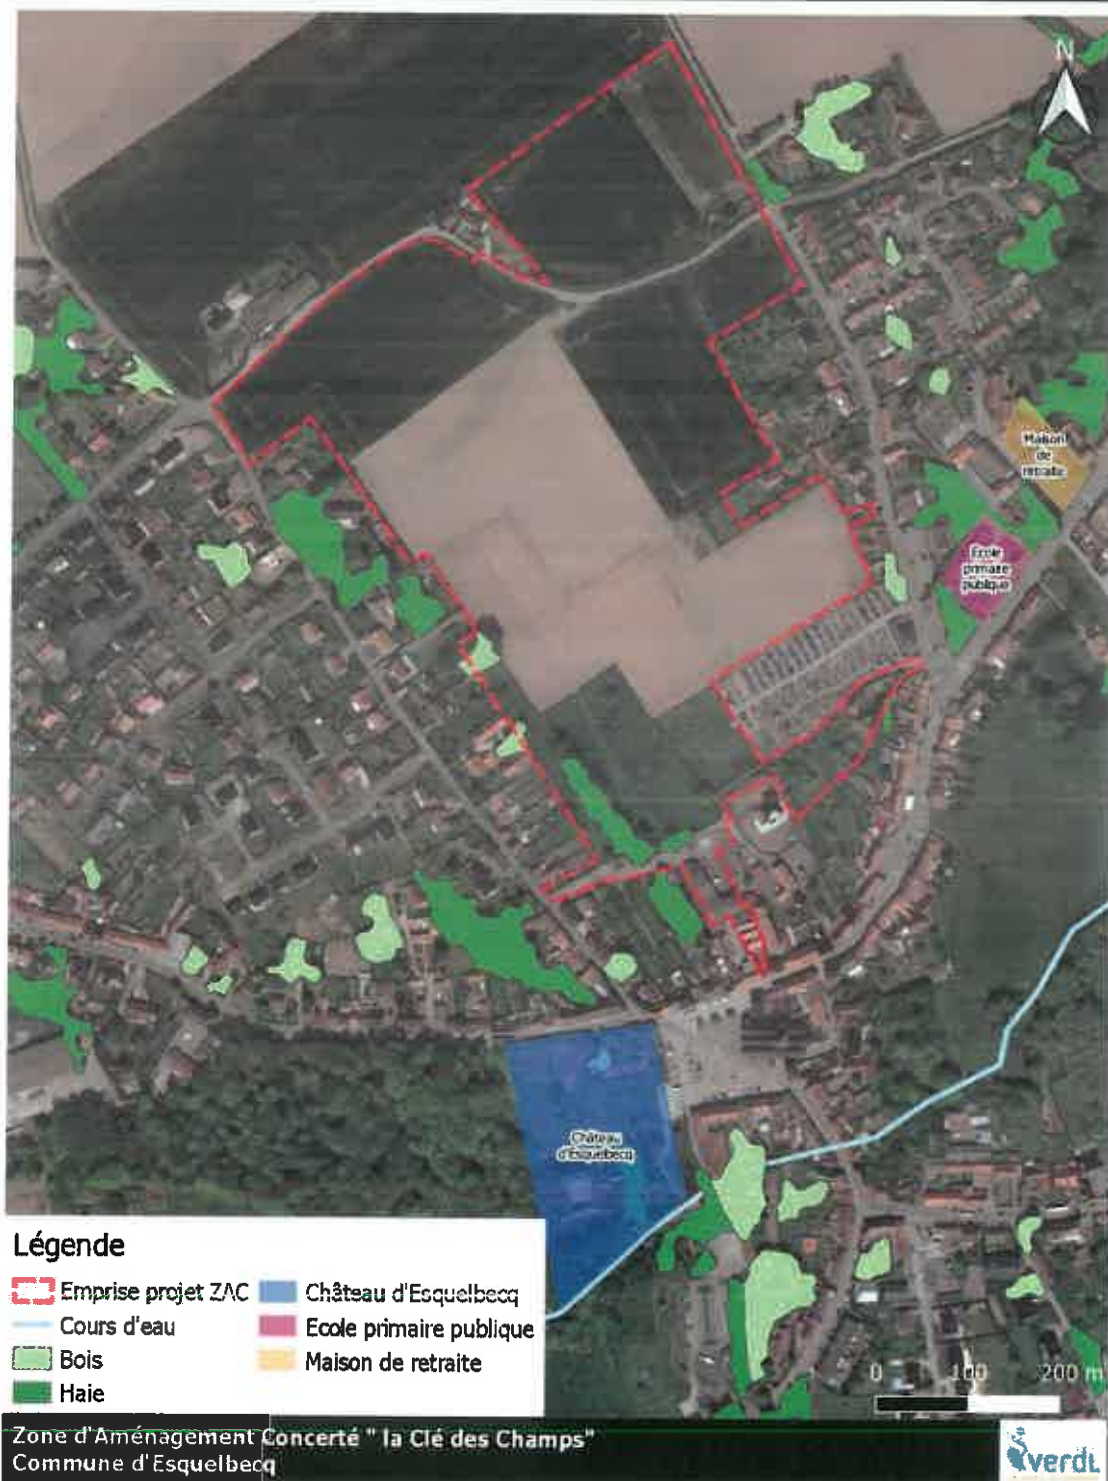 N
Maison
de
retraite
Ecole
primaire
publique
Château
d'Esquelbecq
Légende
Emprise projet ZAC
Cours d'eau
Bois
Haie
Château d'Esquelbecq
Ecole primaire publique
Maison de retraite
0 100 200 m
Zone d'Aménagement Concerté " la Clé des Champs"
Commune d'Esquelbecq
verdi